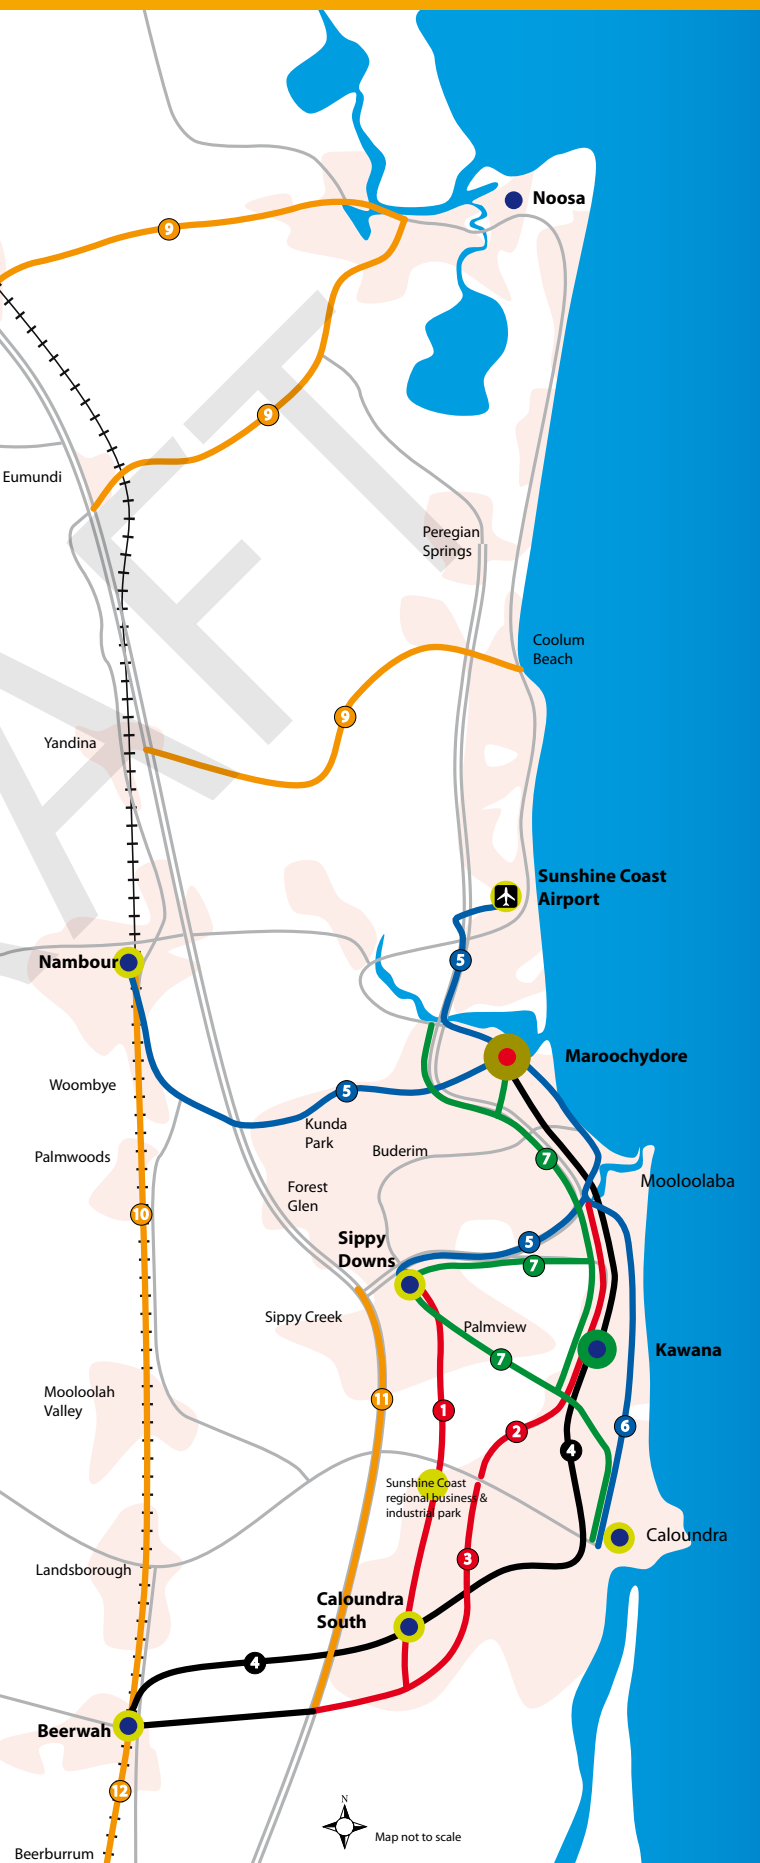 Noosa
9
9
Eumundi
Peregian
Springs
Coolum
Beach
9
Yandina
Sunshine Coast
Airport
5
Nambour
Maroochydore
Woombye
5
Kunda
Park
Buderim
7
Palmwoods
Mooloolaba
Forest
Glen
10
Sippy
Downs
5
7
Sippy Creek
Palmview
Kawana
7
Mooloolah
Valley
11
1
2
6
4
Sunshine Coast
regional business &
industrial park
Caloundra
3
Landsborough
Caloundra
South
4
Beerwah
12
N
Map not to scale
Beerburrum